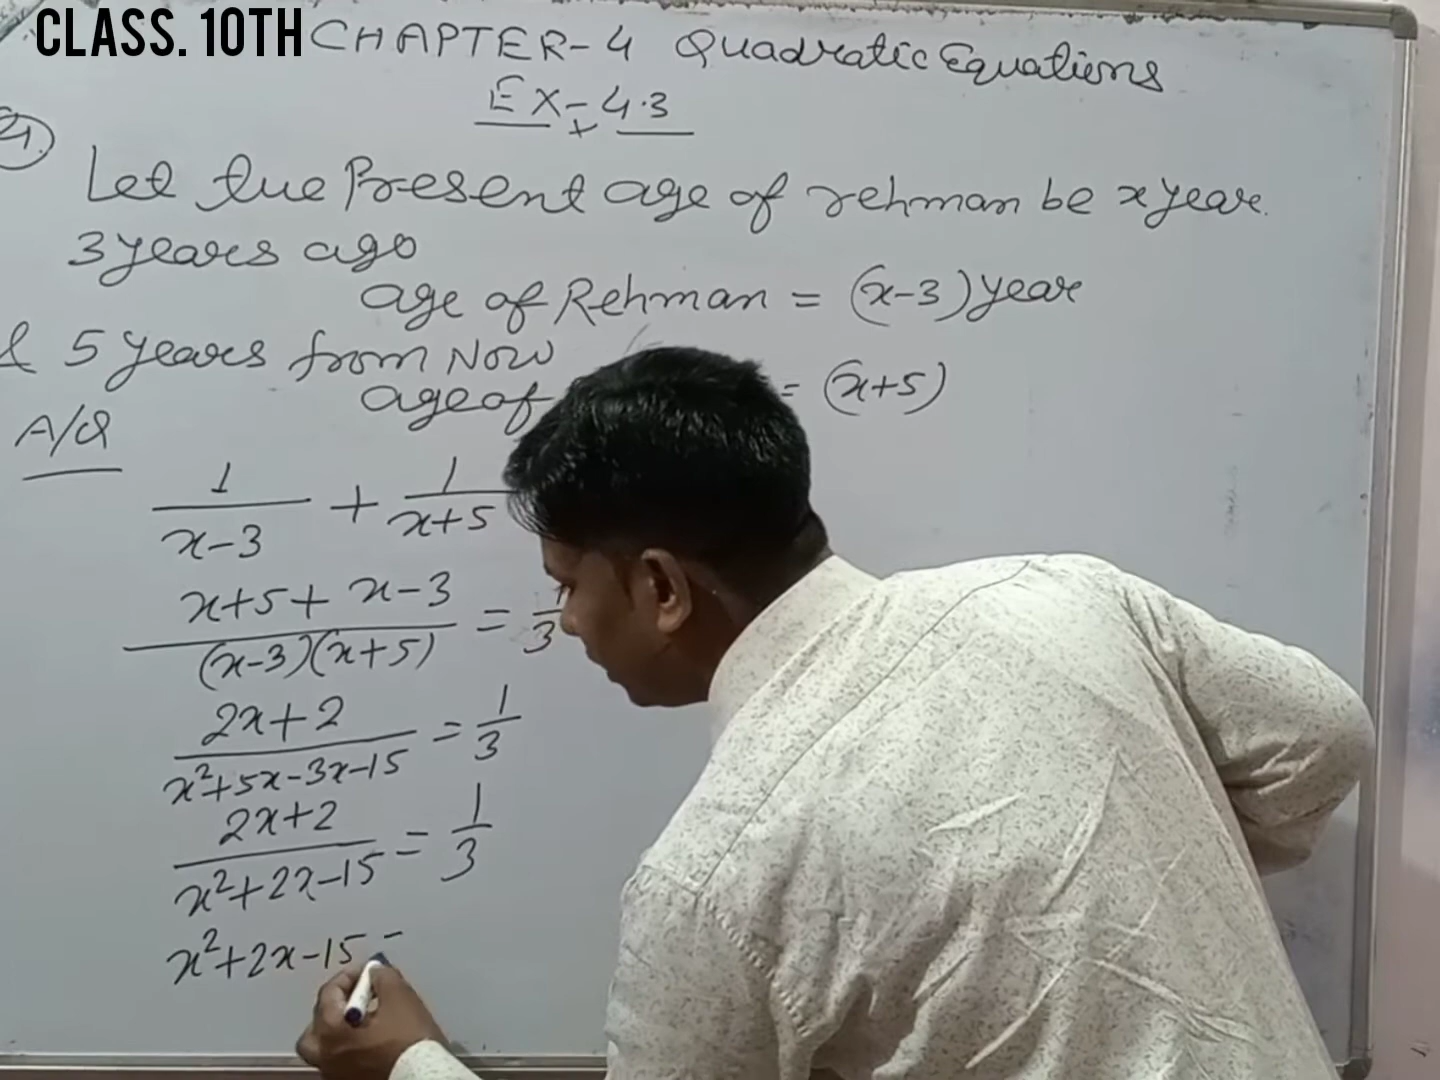 CLASS. 10TH CHAPTER-4 Quadratic Equations
Ex-4.3
4.
Let the Present age of rehman be x year.
3 years ago
age of Rehman = (x-3) year
& 5 years from Now
age of = (x+5)
A/Q
1/(x-3) + 1/(x+5)
(x+5+x-3)/((x-3)(x+5)) = 1/3
(2x+2)/(x²+5x-3x-15) = 1/3
(2x+2)/(x²+2x-15) = 1/3
x²+2x-15 =